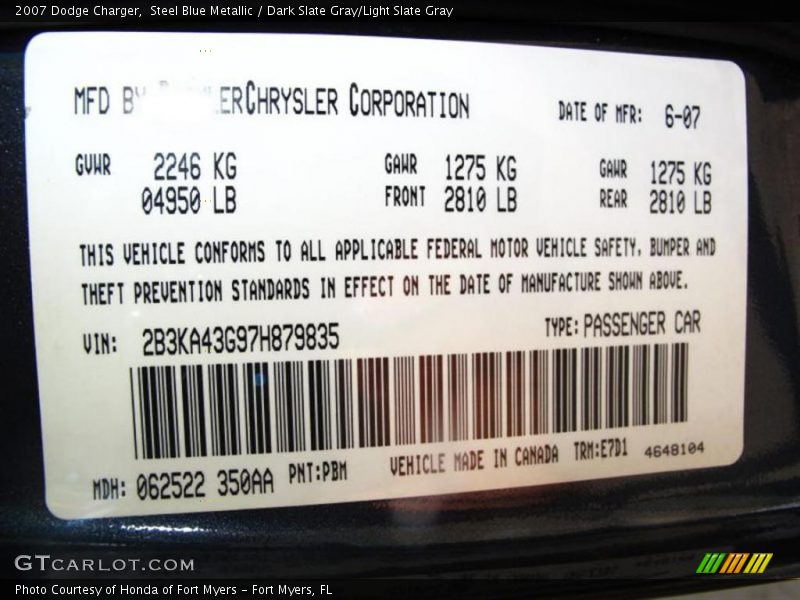 2007 Dodge Charger,  Steel Blue Metallic / Dark Slate Gray/Light Slate Gray
MFD BY ERCHRYSLER CORPORATION DATE OF MFR: 6-07
GVWR 2246 KG GAWR 1275 KG GAWR 1275 KG
04950 LB FRONT 2810 LB REAR 2810 LB
THIS VEHICLE CONFORMS TO ALL APPLICABLE FEDERAL MOTOR VEHICLE SAFETY, BUMPER AND
THEFT PREVENTION STANDARDS IN EFFECT ON THE DATE OF MANUFACTURE SHOWN ABOVE.
VIN: 2B3KA43G97H879835 TYPE: PASSENGER CAR
MDH: 062522 350AA PNT:PBM VEHICLE MADE IN CANADA TRM:E7D1 4648104
GTCARLOT.COM
Photo Courtesy of Honda of Fort Myers - Fort Myers, FL